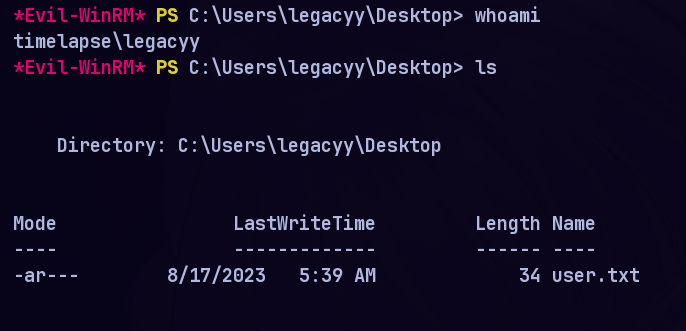 *Evil-WinRM* PS C:\Users\legacyy\Desktop> whoami
timelapse\legacyy
*Evil-WinRM* PS C:\Users\legacyy\Desktop> ls
Directory: C:\Users\legacyy\Desktop
Mode LastWriteTime Length Name
---- ------------- ------ ----
-ar--- 8/17/2023 5:39 AM 34 user.txt